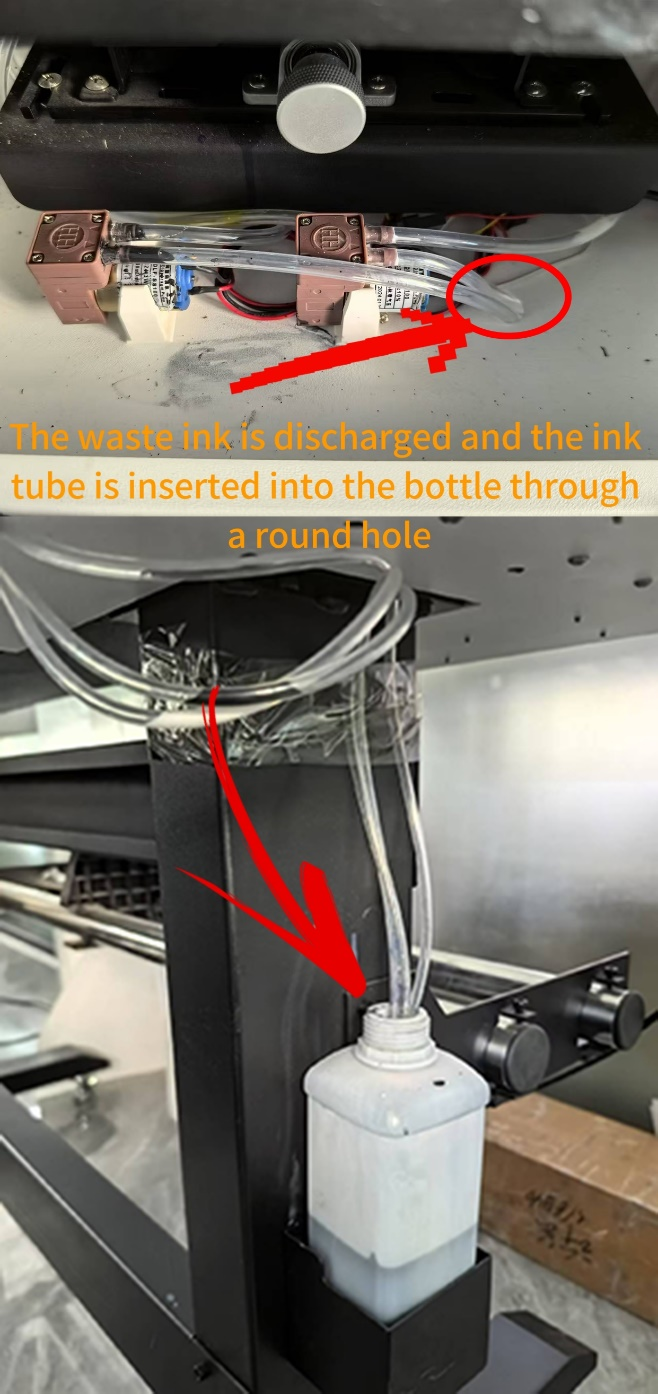 The waste ink is discharged and the ink
tube is inserted into the bottle through
a round hole